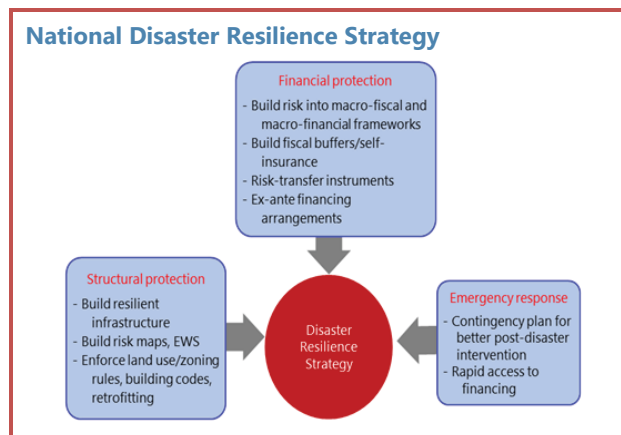 National Disaster Resilience Strategy
Financial protection
- Build risk into macro-fiscal and
macro-financial frameworks
- Build fiscal buffers/self-
insurance
- Risk-transfer instruments
- Ex-ante financing
arrangements
Structural protection
- Build resilient
infrastructure
- Build risk maps, EWS
- Enforce land use/zoning
rules, building codes,
retrofitting
Disaster
Resilience
Strategy
Emergency response
- Contingency plan for
better post-disaster
intervention
- Rapid access to
financing